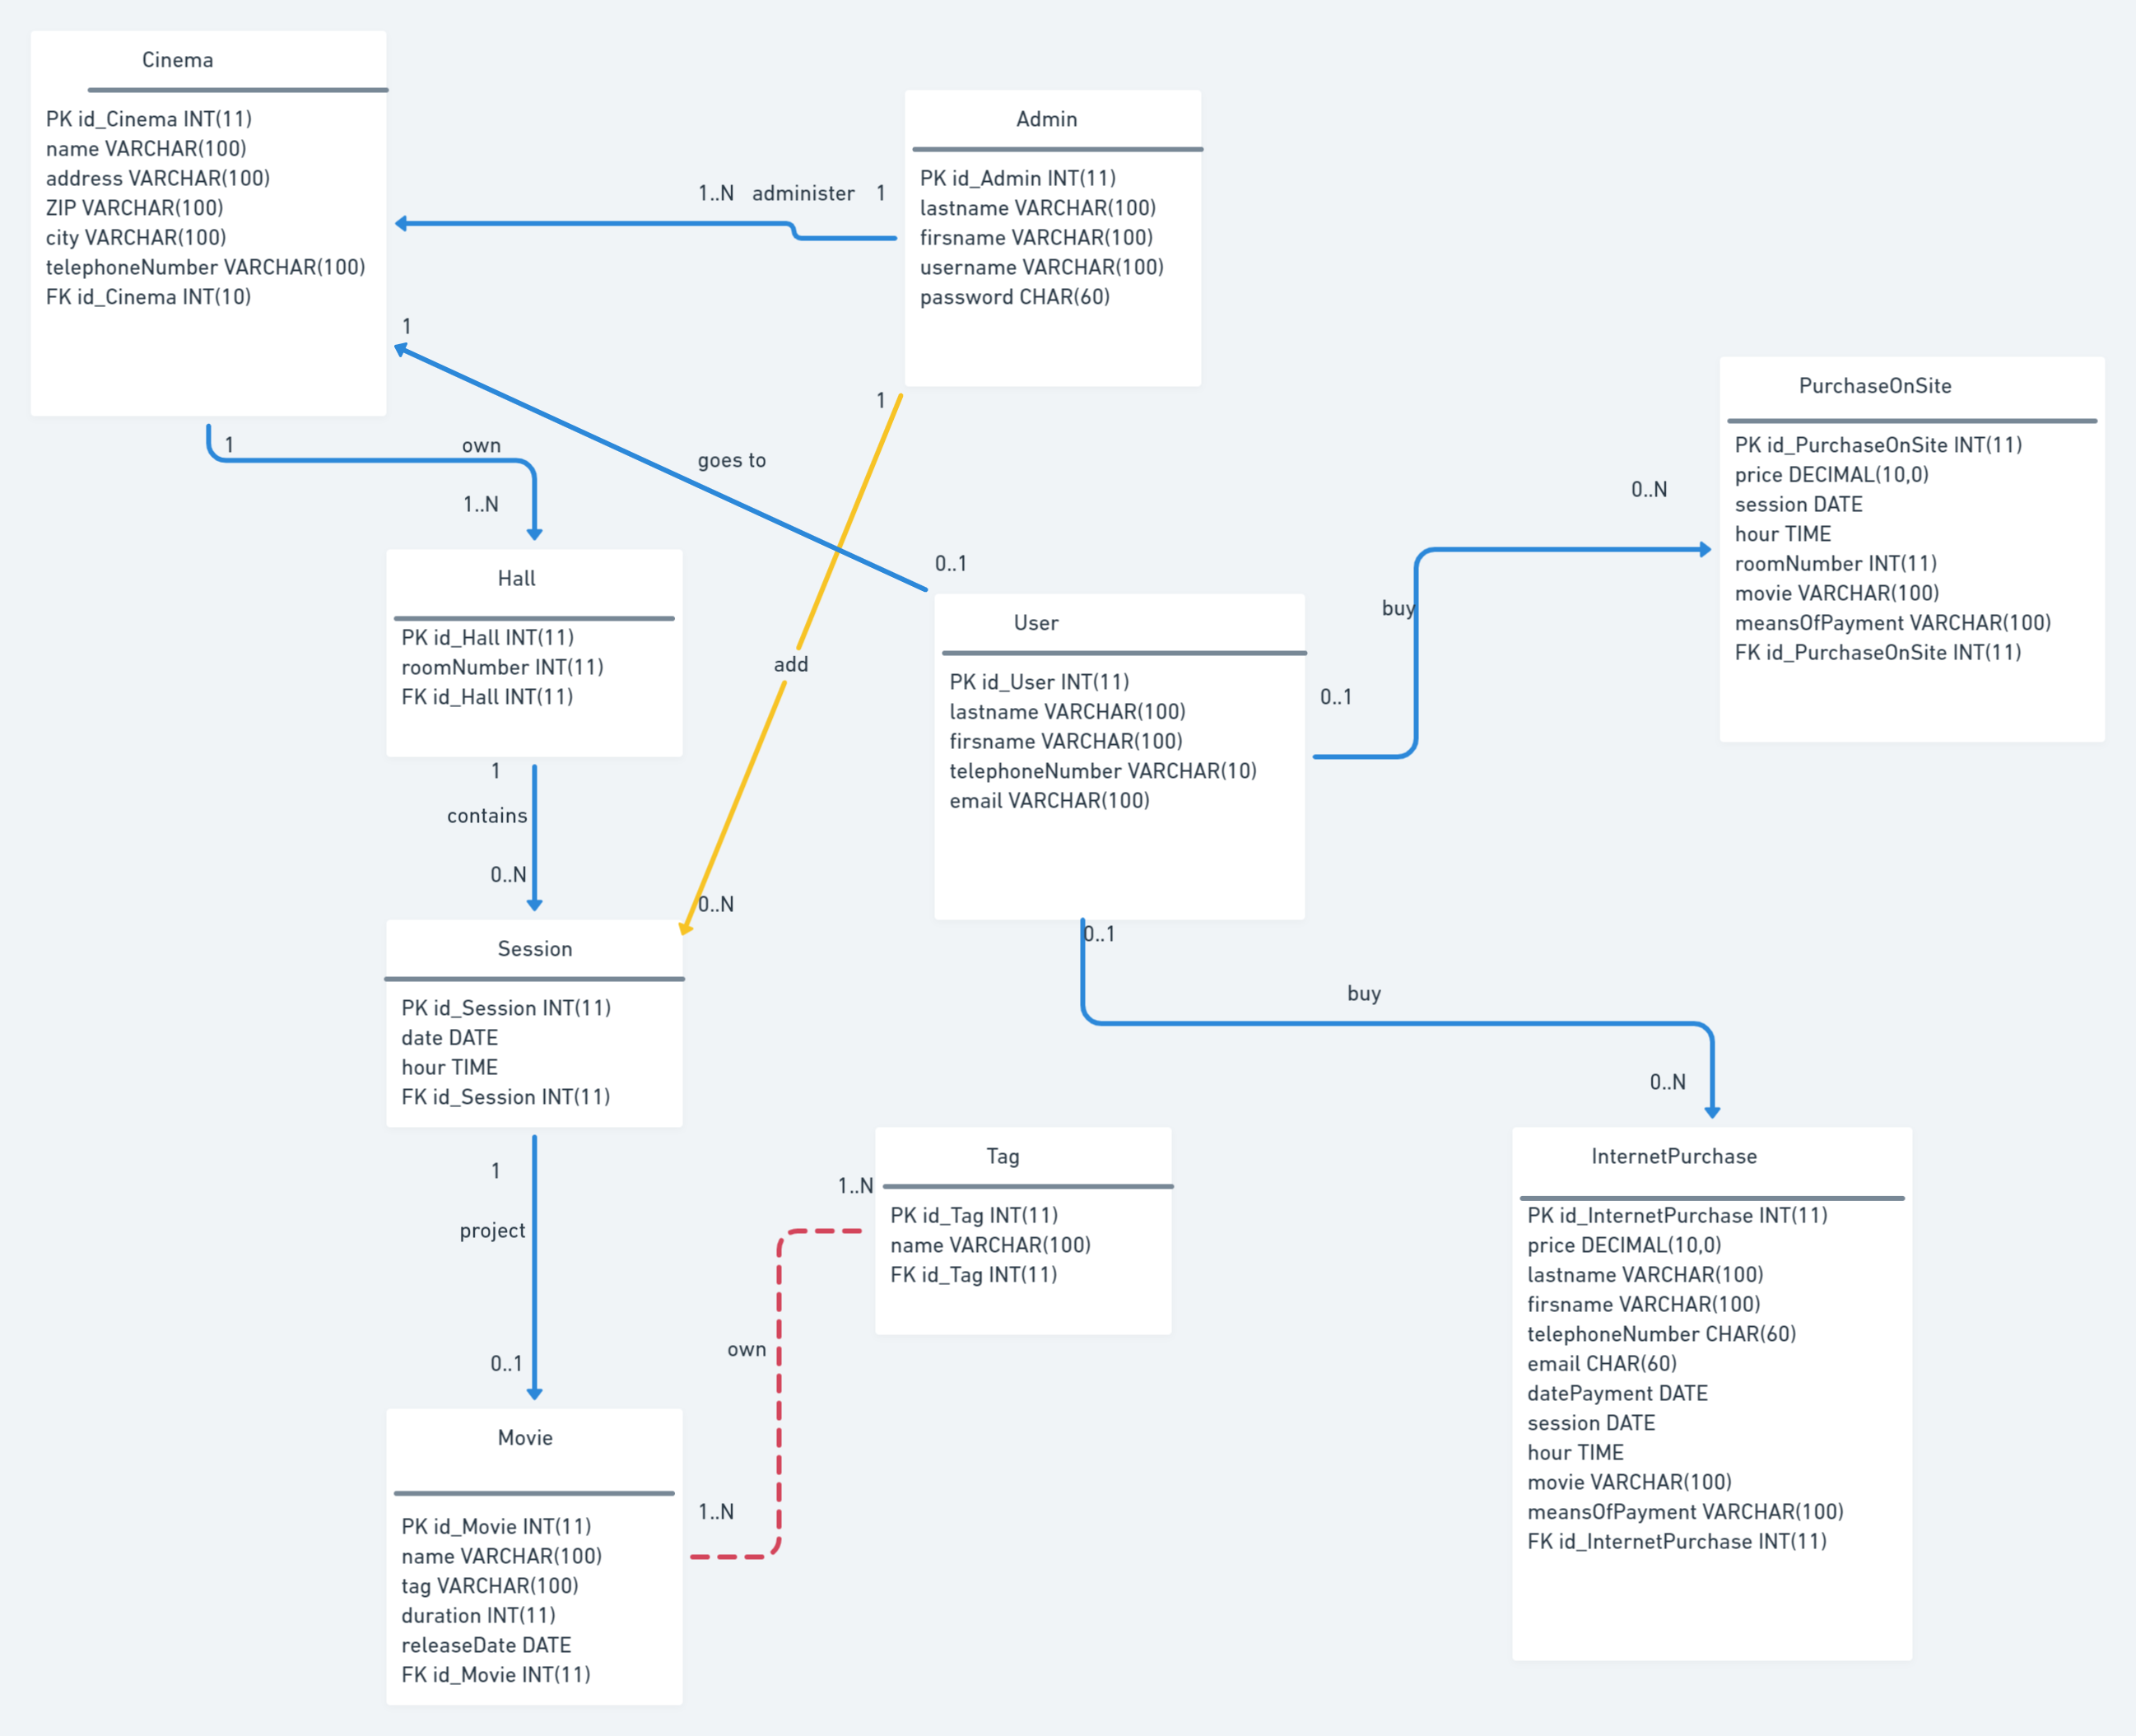 Cinema
PK id_Cinema INT(11)
name VARCHAR(100)
address VARCHAR(100)
ZIP VARCHAR(100)
city VARCHAR(100)
telephoneNumber VARCHAR(100)
FK id_Cinema INT(10)
1..N administer 1
Admin
PK id_Admin INT(11)
lastname VARCHAR(100)
firsname VARCHAR(100)
username VARCHAR(100)
password CHAR(60)
1
goes to
0..1
1
own
1..N
1
add
0..N
Hall
PK id_Hall INT(11)
roomNumber INT(11)
FK id_Hall INT(11)
1
contains
0..N
User
PK id_User INT(11)
lastname VARCHAR(100)
firsname VARCHAR(100)
telephoneNumber VARCHAR(10)
email VARCHAR(100)
0..1
buy
0..N
PurchaseOnSite
PK id_PurchaseOnSite INT(11)
price DECIMAL(10,0)
session DATE
hour TIME
roomNumber INT(11)
movie VARCHAR(100)
meansOfPayment VARCHAR(100)
FK id_PurchaseOnSite INT(11)
Session
PK id_Session INT(11)
date DATE
hour TIME
FK id_Session INT(11)
0..1
buy
0..N
1
project
0..1
Tag
PK id_Tag INT(11)
name VARCHAR(100)
FK id_Tag INT(11)
1..N
own
1..N
InternetPurchase
PK id_InternetPurchase INT(11)
price DECIMAL(10,0)
lastname VARCHAR(100)
firsname VARCHAR(100)
telephoneNumber CHAR(60)
email CHAR(60)
datePayment DATE
session DATE
hour TIME
movie VARCHAR(100)
meansOfPayment VARCHAR(100)
FK id_InternetPurchase INT(11)
Movie
PK id_Movie INT(11)
name VARCHAR(100)
tag VARCHAR(100)
duration INT(11)
releaseDate DATE
FK id_Movie INT(11)